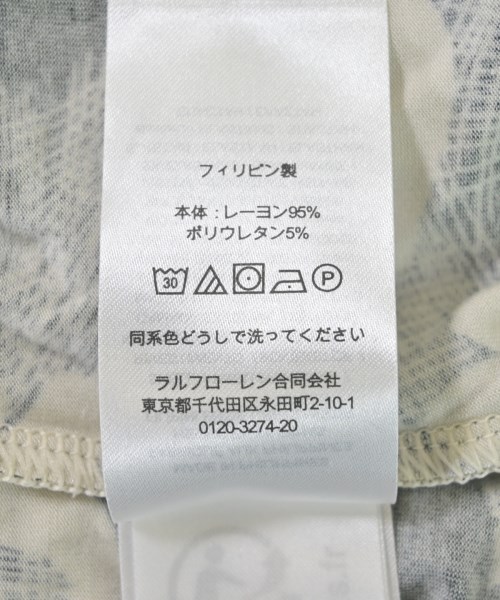 フィリピン製
本体 : レーヨン95%
ポリウレタン5%
30 P
同系色どうしで洗ってください
ラルフローレン合同会社
東京都千代田区永田町2-10-1
0120-3274-20